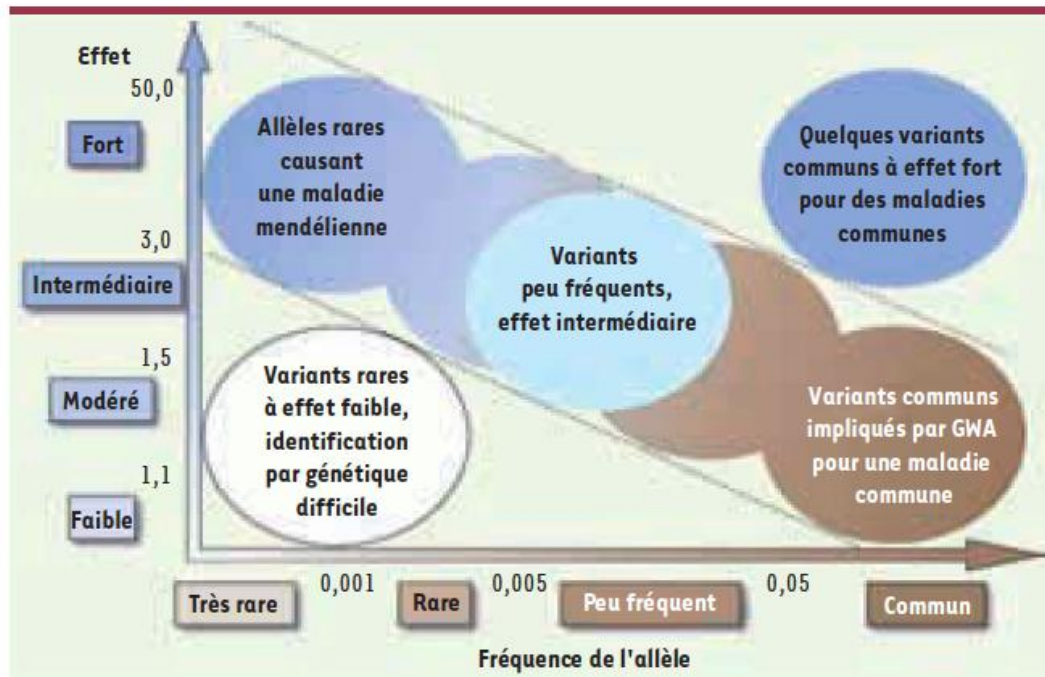 Effet
50,0
Fort
3,0
Intermédiaire
1,5
Modéré
1,1
Faible
Allèles rares
causant
une maladie
mendélienne
Quelques variants
communs à effet fort
pour des maladies
communes
Variants
peu fréquents,
effet intermédiaire
Variants rares
à effet faible,
identification
par génétique
difficile
Variants communs
impliqués par GWA
pour une maladie
commune
Très rare
0,001
Rare
0,005
Peu fréquent
0,05
Commun
Fréquence de l'allèle